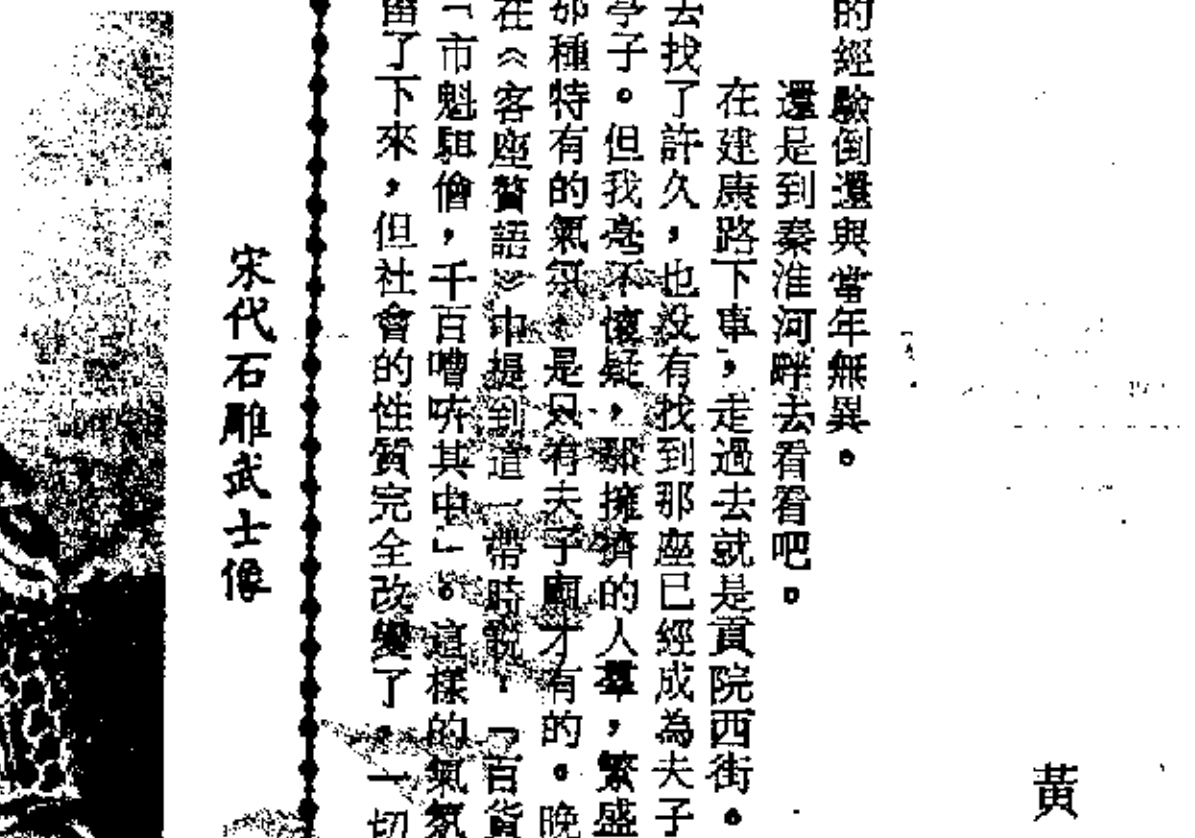 黃
的經驗倒還與當年無異。
還是到秦淮河畔去看看吧。
在建康路下車，走過去就是貢院西街。
去找了許久，也没有找到那座已經成為夫子
亭子。但我毫不懷疑，那擁擠的人羣，繁盛
那種特有的氣氛，是只有夫子廟才有的。晚
在《客座贅語》中提到這一帶時說：「百貨
「市魁駔儈，千百嘈哜其中」。這樣的氣氛
留了下來，但社會的性質完全改變了。一切
宋代石雕武士像